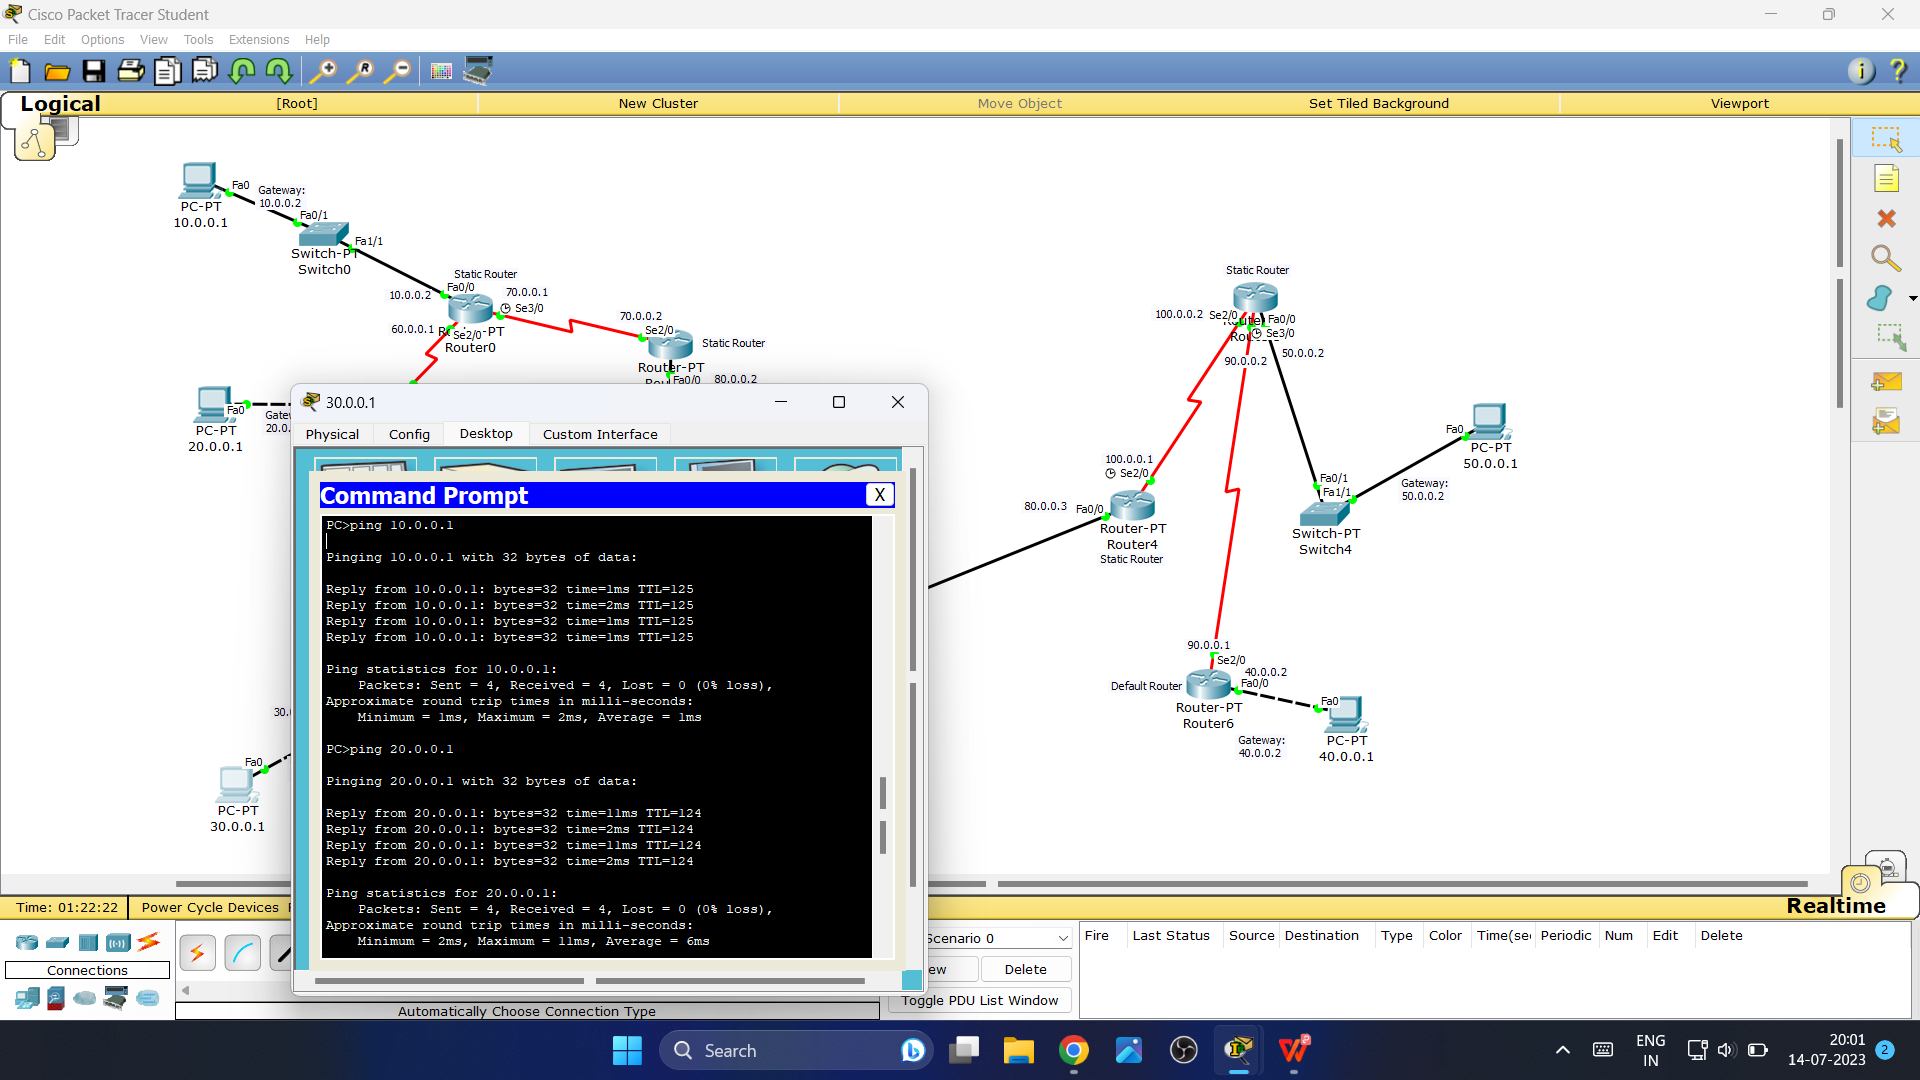 Cisco Packet Tracer Student
File Edit Options View Tools Extensions Help
Logical [Root] New Cluster Move Object Set Tiled Background Viewport
Fa0
Gateway:
10.0.0.2
PC-PT
10.0.0.1
Fa0/1
Fa1/1
Switch-PT
Switch0
Static Router
10.0.0.2 Fa0/0
70.0.0.1
Se3/0
60.0.0.1
Se2/0
Router0
70.0.0.2
Se2/0
Static Router
Router-PT
Fa0/0
80.0.0.2
Fa0
PC-PT
20.0.0.1
Fa0
PC-PT
30.0.0.1
Static Router
100.0.0.2 Se2/0
Fa0/0
Se3/0
90.0.0.2
50.0.0.2
Fa0
PC-PT
50.0.0.1
Gateway:
50.0.0.2
Fa0/1
Fa1/1
Switch-PT
Switch4
100.0.0.1
Se2/0
80.0.0.3 Fa0/0
Router-PT
Router4
Static Router
90.0.0.1
Se2/0
40.0.0.2
Fa0/0
Default Router
Router-PT
Router6
Gateway:
40.0.0.2
Fa0
PC-PT
40.0.0.1
30.0.0.1
Physical Config Desktop Custom Interface
Command Prompt X
PC>ping 10.0.0.1
Pinging 10.0.0.1 with 32 bytes of data:
Reply from 10.0.0.1: bytes=32 time=1ms TTL=125
Reply from 10.0.0.1: bytes=32 time=2ms TTL=125
Reply from 10.0.0.1: bytes=32 time=1ms TTL=125
Reply from 10.0.0.1: bytes=32 time=1ms TTL=125
Ping statistics for 10.0.0.1:
Packets: Sent = 4, Received = 4, Lost = 0 (0% loss),
Approximate round trip times in milli-seconds:
Minimum = 1ms, Maximum = 2ms, Average = 1ms
PC>ping 20.0.0.1
Pinging 20.0.0.1 with 32 bytes of data:
Reply from 20.0.0.1: bytes=32 time=11ms TTL=124
Reply from 20.0.0.1: bytes=32 time=2ms TTL=124
Reply from 20.0.0.1: bytes=32 time=11ms TTL=124
Reply from 20.0.0.1: bytes=32 time=2ms TTL=124
Ping statistics for 20.0.0.1:
Packets: Sent = 4, Received = 4, Lost = 0 (0% loss),
Approximate round trip times in milli-seconds:
Minimum = 2ms, Maximum = 11ms, Average = 6ms
Time: 01:22:22 Power Cycle Devices
Realtime
Connections
Automatically Choose Connection Type
Scenario 0
Delete
Toggle PDU List Window
Fire Last Status Source Destination Type Color Time(sec Periodic Num Edit Delete
Search
ENG
IN
20:01
14-07-2023
2